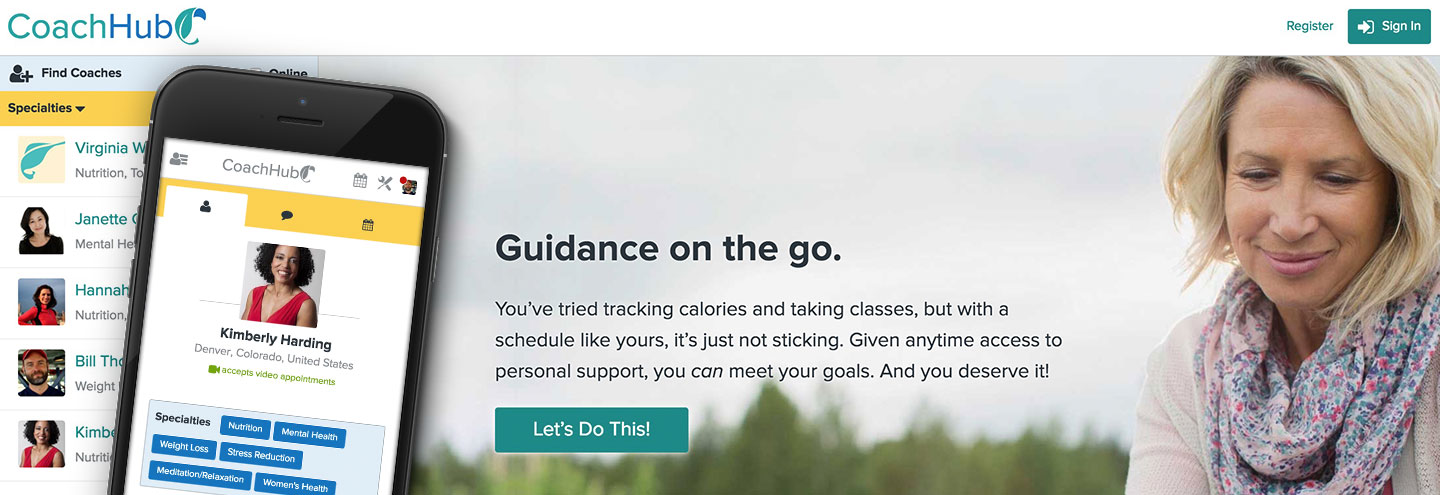 CoachHub
Register
Sign In
Find Coaches
Online
Specialties
Virginia W
Nutrition, To
Janette
Mental He
Hannah
Nutrition,
Bill Tho
Weight
Kimbe
Nutriti
CoachHub
Kimberly Harding
Denver, Colorado, United States
accepts video appointments
Specialties Nutrition Mental Health
Weight Loss Stress Reduction
Meditation/Relaxation Women's Health
Guidance on the go.
You’ve tried tracking calories and taking classes, but with a
schedule like yours, it’s just not sticking. Given anytime access to
personal support, you can meet your goals. And you deserve it!
Let’s Do This!